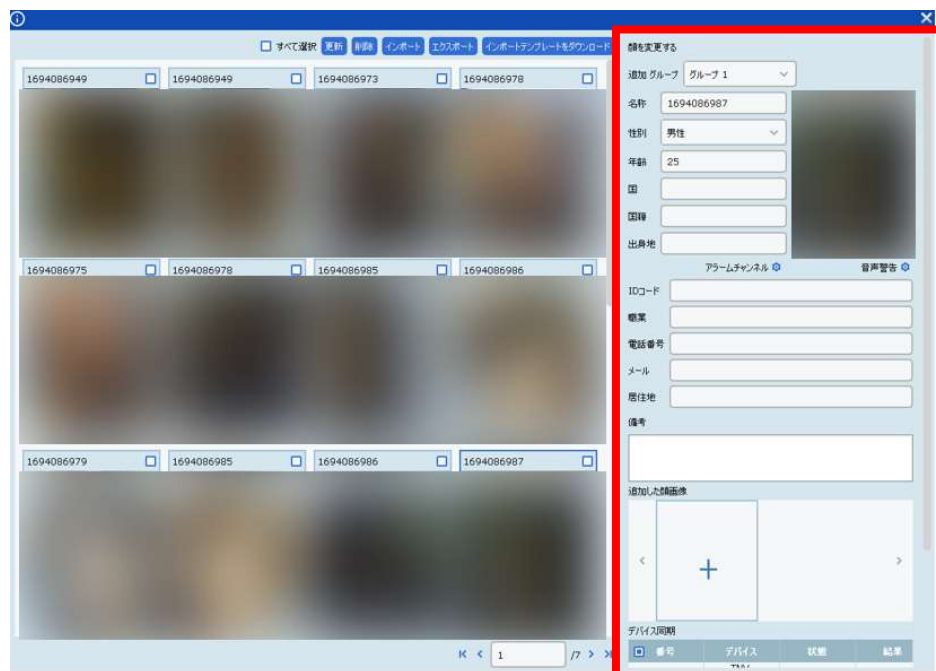 すべて選択 更新 削除 インポート エクスポート インポートテンプレートをダウンロード
1694086949 1694086949 1694086973 1694086978
1694086975 1694086978 1694086985 1694086986
1694086979 1694086985 1694086986 1694086987
1 /7
顔を変更する
追加 グループ グループ 1
名称 1694086987
性別 男性
年齢 25
国
国籍
出身地
アラームチャンネル 音声警告
IDコード
職業
電話番号
メール
居住地
備考
追加した顔画像
デバイス同期
番号 デバイス 状態 結果